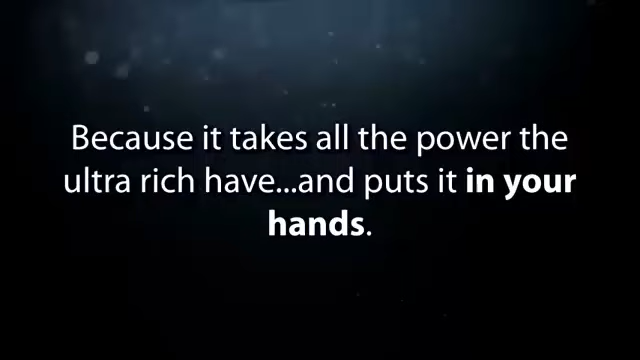 Because it takes all the power the
ultra rich have...and puts it in your
hands.